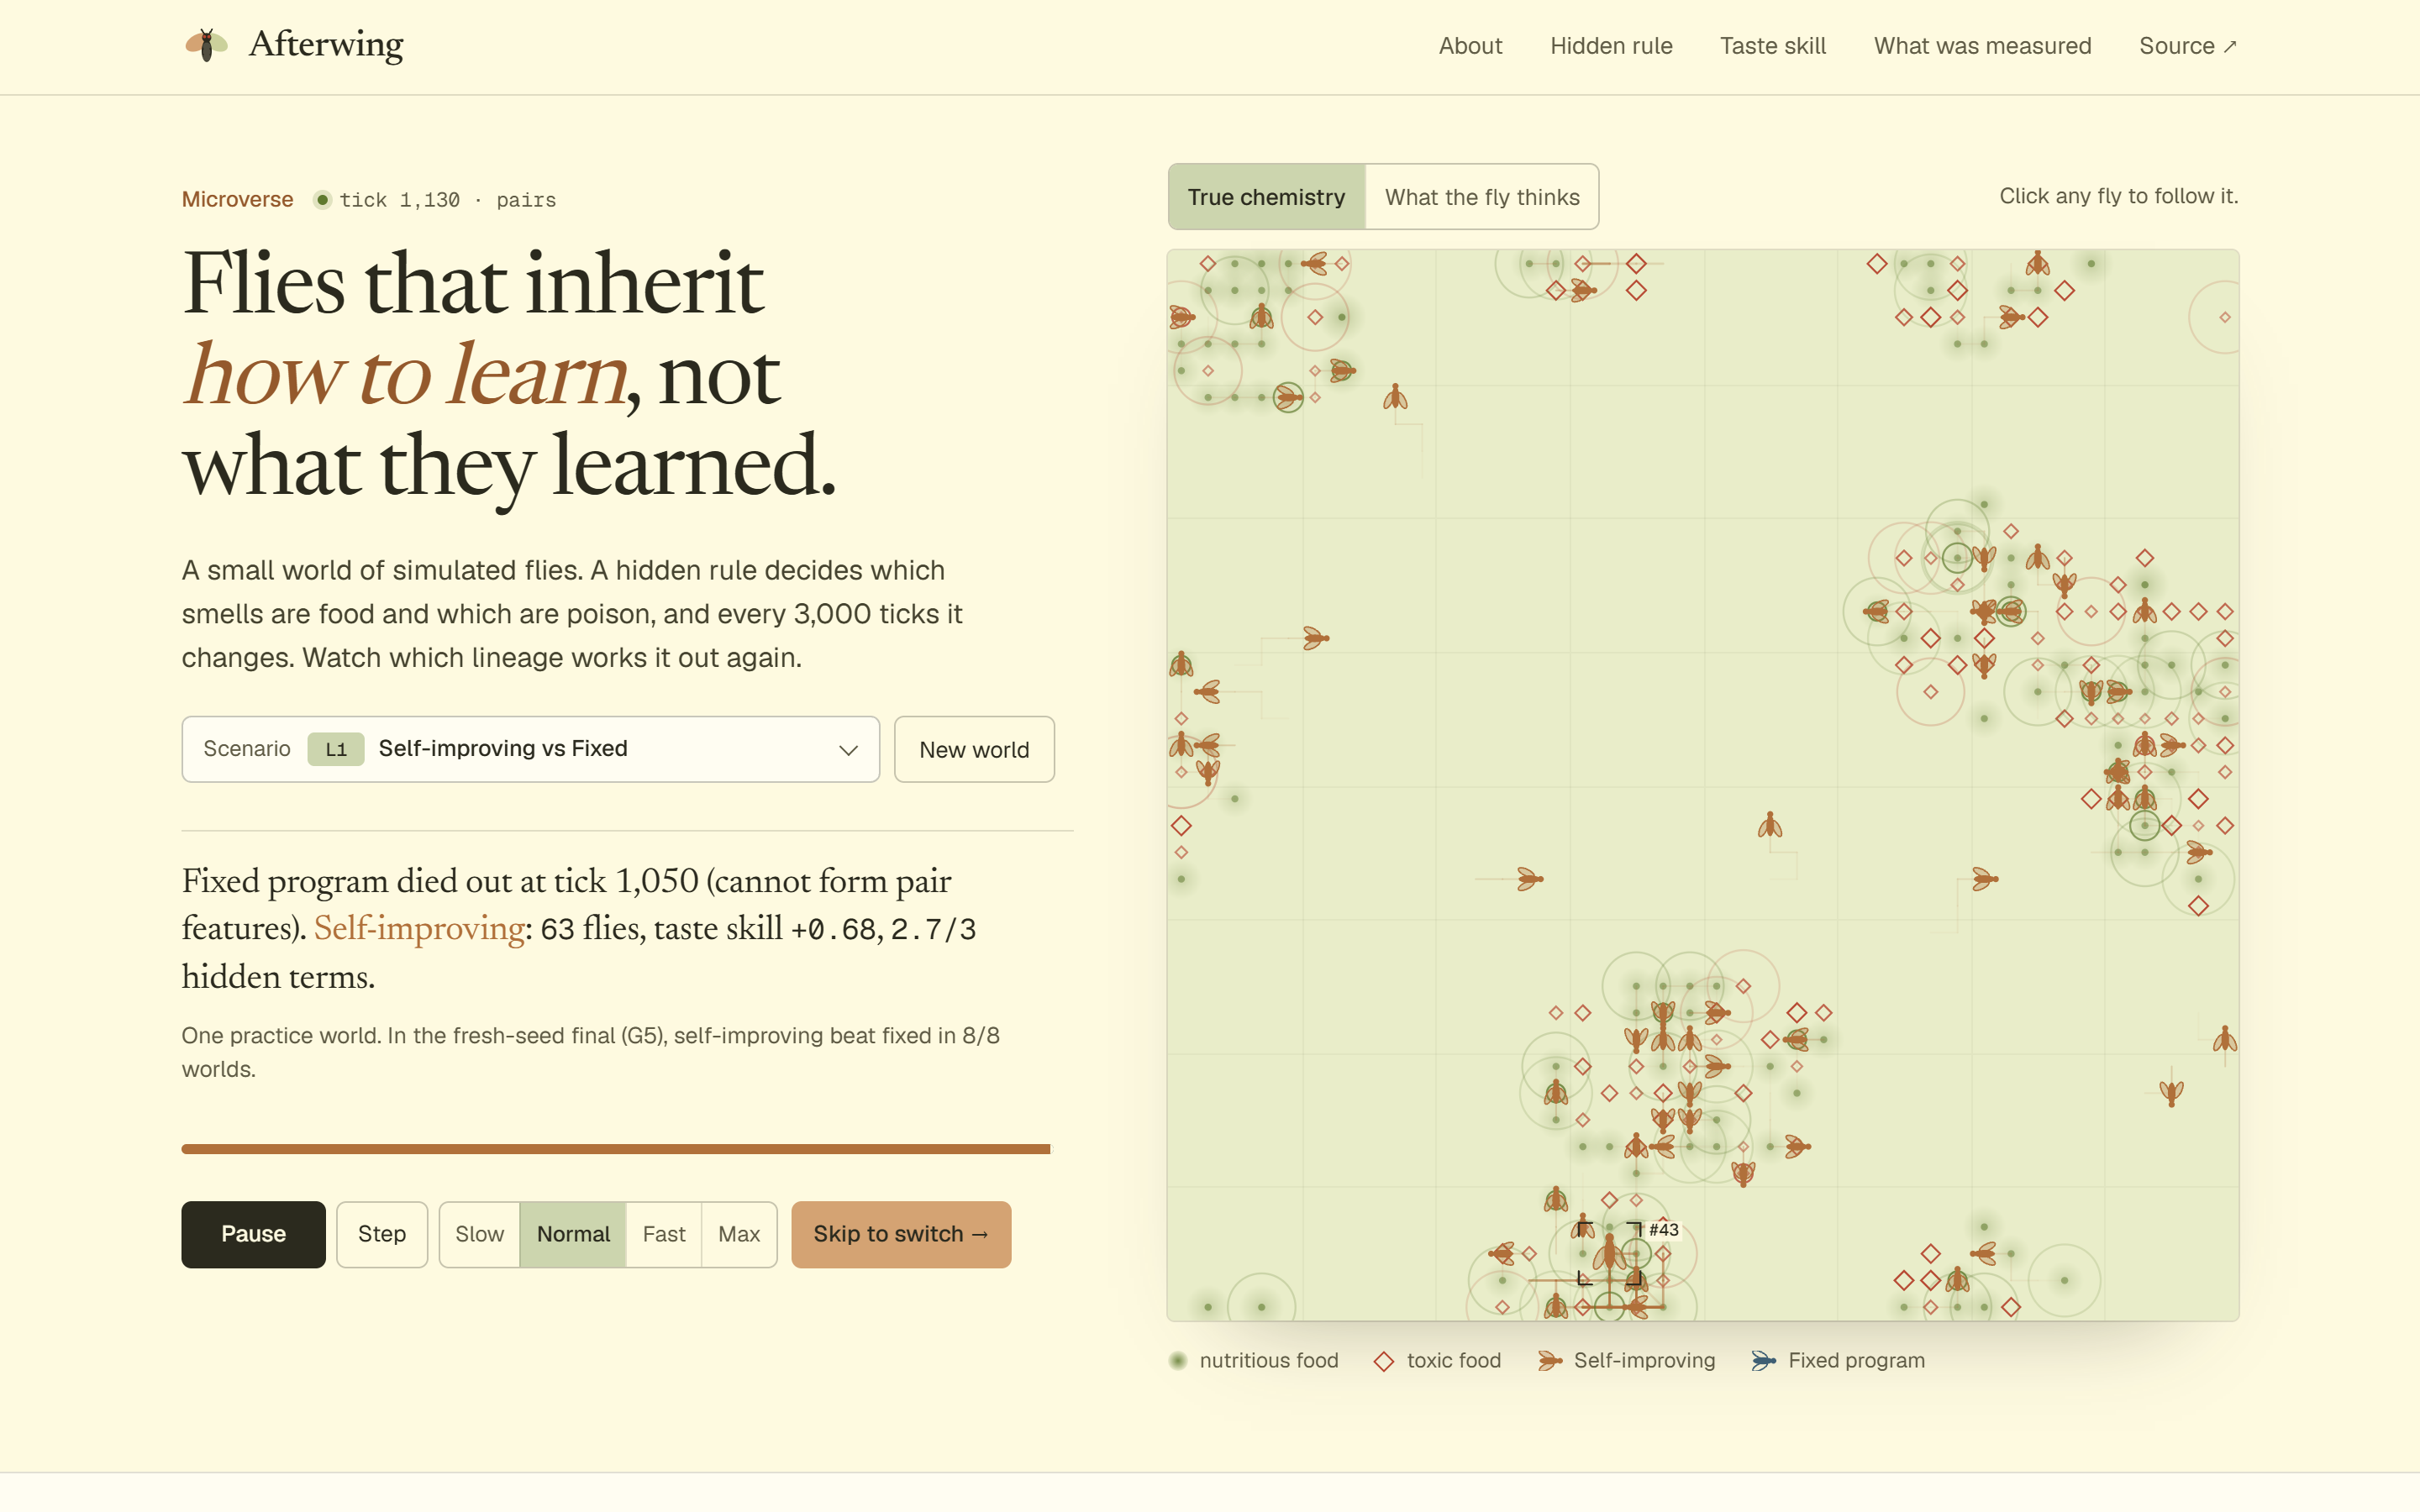 Afterwing
About
Hidden rule
Taste skill
What was measured
Source ↗
Microverse
tick 1,130 · pairs
Flies that inherit
how to learn, not
what they learned.
A small world of simulated flies. A hidden rule decides which
smells are food and which are poison, and every 3,000 ticks it
changes. Watch which lineage works it out again.
Scenario L1 Self-improving vs Fixed
New world
Fixed program died out at tick 1,050 (cannot form pair
features). Self-improving: 63 flies, taste skill +0.68, 2.7/3
hidden terms.
One practice world. In the fresh-seed final (G5), self-improving beat fixed in 8/8
worlds.
Pause
Step
Slow
Normal
Fast
Max
Skip to switch →
True chemistry
What the fly thinks
Click any fly to follow it.
#43
nutritious food
toxic food
Self-improving
Fixed program